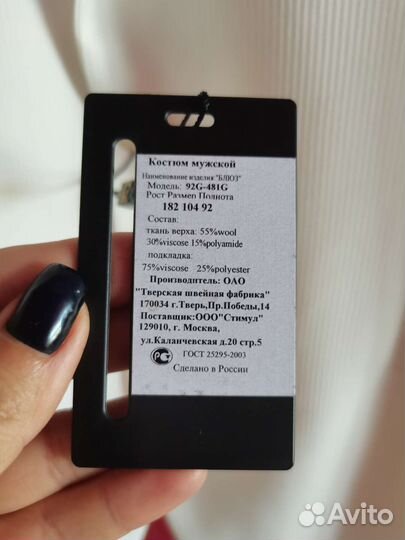 Костюм мужской
Наименование изделия "БЛЮЗ"
Модель: 92G-481G
Рост Размер Полнота
182 104 92
Состав:
ткань верха: 55%wool
30%viscose 15%polyamide
подкладка:
75%viscose 25%polyester
Производитель: ОАО
"Тверская швейная фабрика"
170034 г.Тверь,Пр.Победы,14
Поставщик:ООО"Стимул"
129010, г. Москва,
ул.Каланчевская д.20 стр.5
РСТ ГОСТ 25295-2003
Сделано в России
Avito